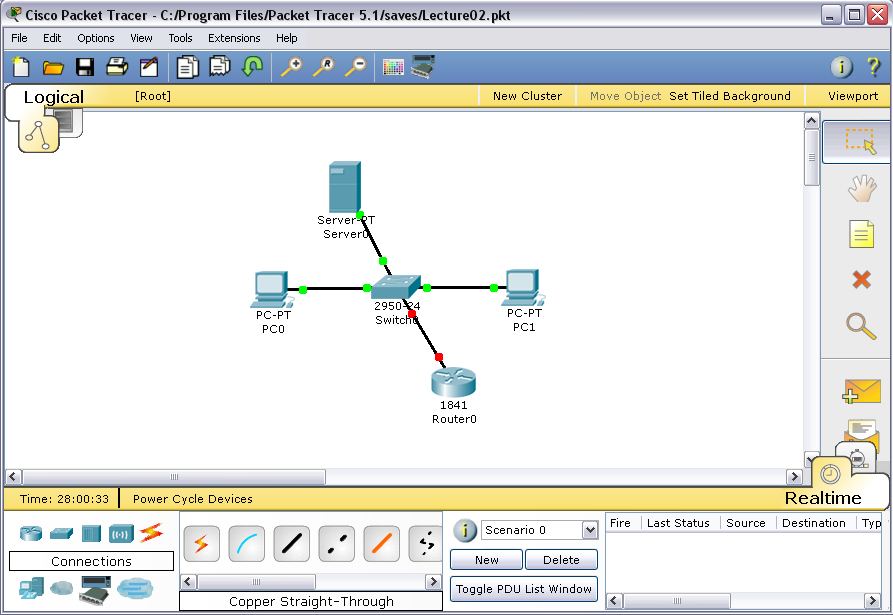 Cisco Packet Tracer - C:/Program Files/Packet Tracer 5.1/saves/Lecture02.pkt
File Edit Options View Tools Extensions Help
Logical [Root] New Cluster Move Object Set Tiled Background Viewport
Server-PT
Server0
PC-PT
PC0
2950-24
Switch0
PC-PT
PC1
1841
Router0
Time: 28:00:33 Power Cycle Devices Realtime
Connections
Copper Straight-Through
Scenario 0
New Delete
Toggle PDU List Window
Fire Last Status Source Destination Typ